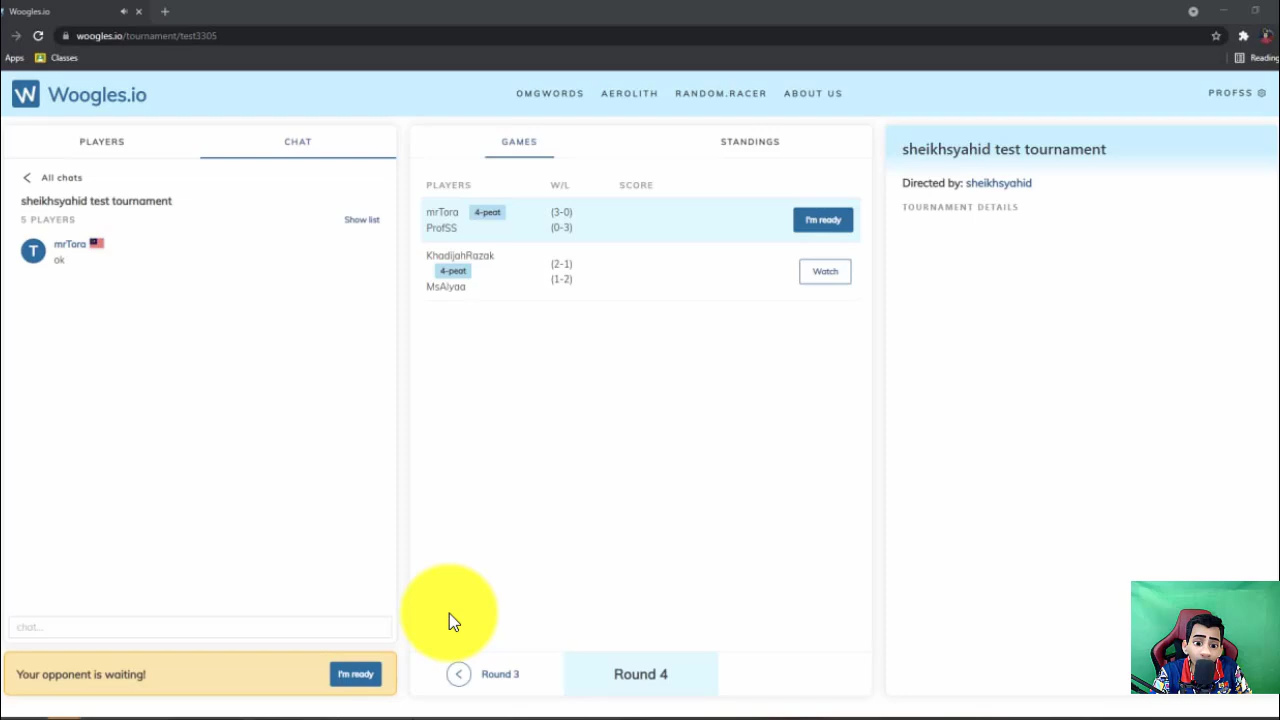 Woogles.io
woogles.io/tournament/test3305
Apps
Classes
Reading
W
Woogles.io
OMGWORDS
AEROLITH
RANDOM.RACER
ABOUT US
PROFSS
PLAYERS
CHAT
All chats
sheikhsyahid test tournament
5 PLAYERS
Show list
T
mrTora
ok
chat...
Your opponent is waiting!
I'm ready
GAMES
STANDINGS
PLAYERS W/L SCORE
mrTora 4-peat (3-0)
ProfSS (0-3)
I'm ready
KhadijahRazak (2-1)
4-peat
MsAlyaa (1-2)
Watch
Round 3
Round 4
sheikhsyahid test tournament
Directed by: sheikhsyahid
TOURNAMENT DETAILS